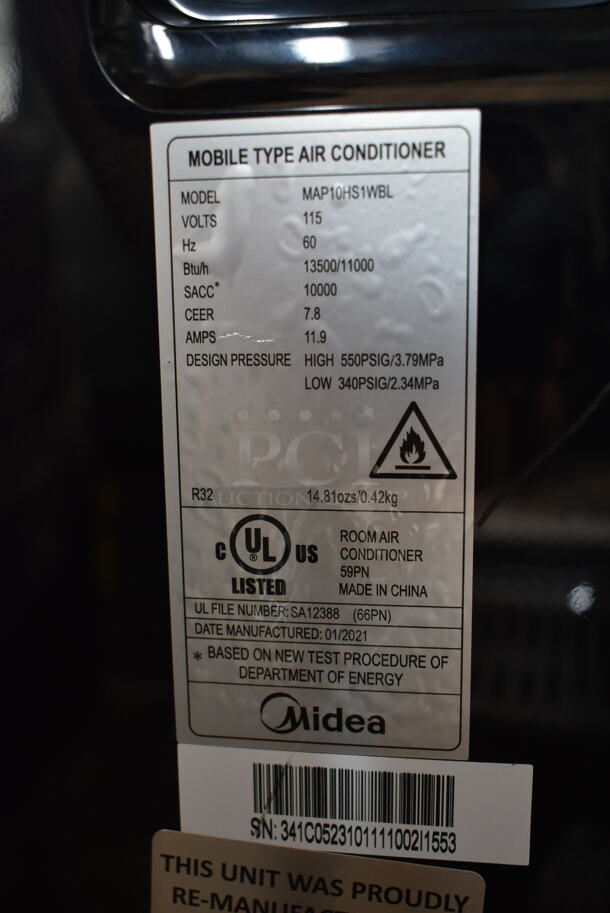 MOBILE TYPE AIR CONDITIONER
MODEL MAP10HS1WBL
VOLTS 115
Hz 60
Btu/h 13500/11000
SACC* 10000
CEER 7.8
AMPS 11.9
DESIGN PRESSURE HIGH 550PSIG/3.79MPa
LOW 340PSIG/2.34MPa
PCI
AUCTION GROUP
R32 14.81ozs/0.42kg
C UL ® US
LISTED
ROOM AIR
CONDITIONER
59PN
MADE IN CHINA
UL FILE NUMBER: SA12388 (66PN)
DATE MANUFACTURED: 01/2021
* BASED ON NEW TEST PROCEDURE OF
DEPARTMENT OF ENERGY
Midea
SN: 341C0523101111002I1553
THIS UNIT WAS PROUDLY